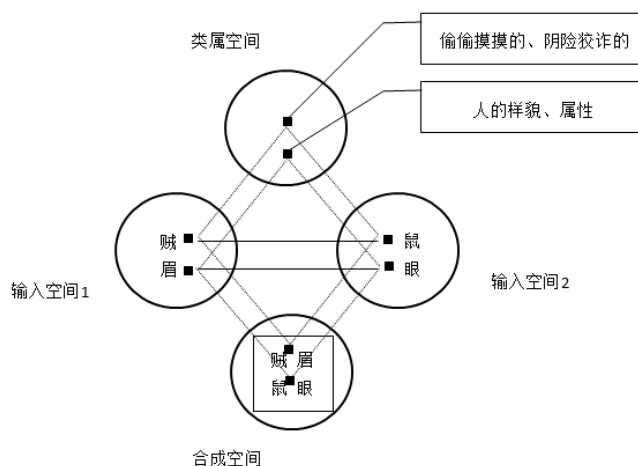 类属空间
偷偷摸摸的、阴险狡诈的
人的样貌、属性
贼
眉
鼠
眼
输入空间1
输入空间2
贼 眉
鼠 眼
合成空间